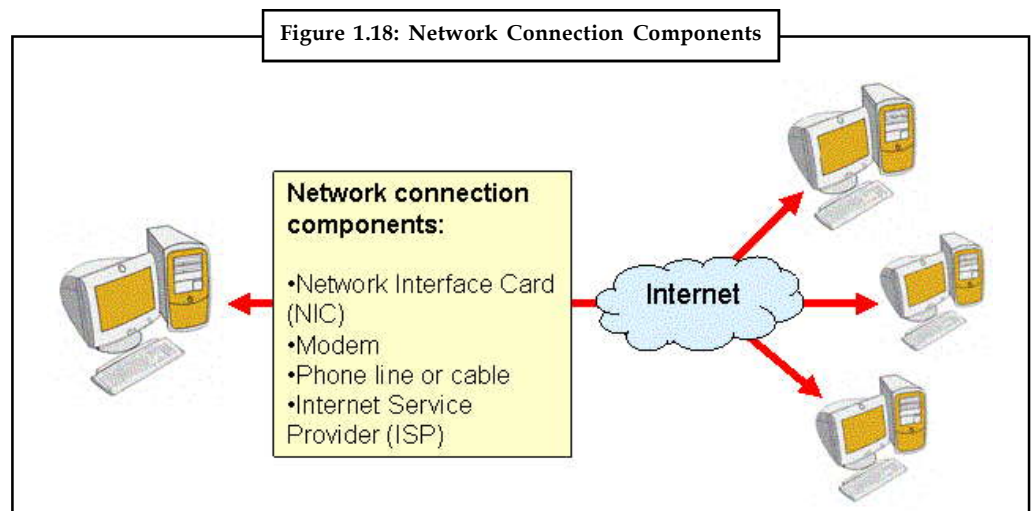 Figure 1.18: Network Connection Components
Network connection
components:
•Network Interface Card
(NIC)
•Modem
•Phone line or cable
•Internet Service
Provider (ISP)
Internet